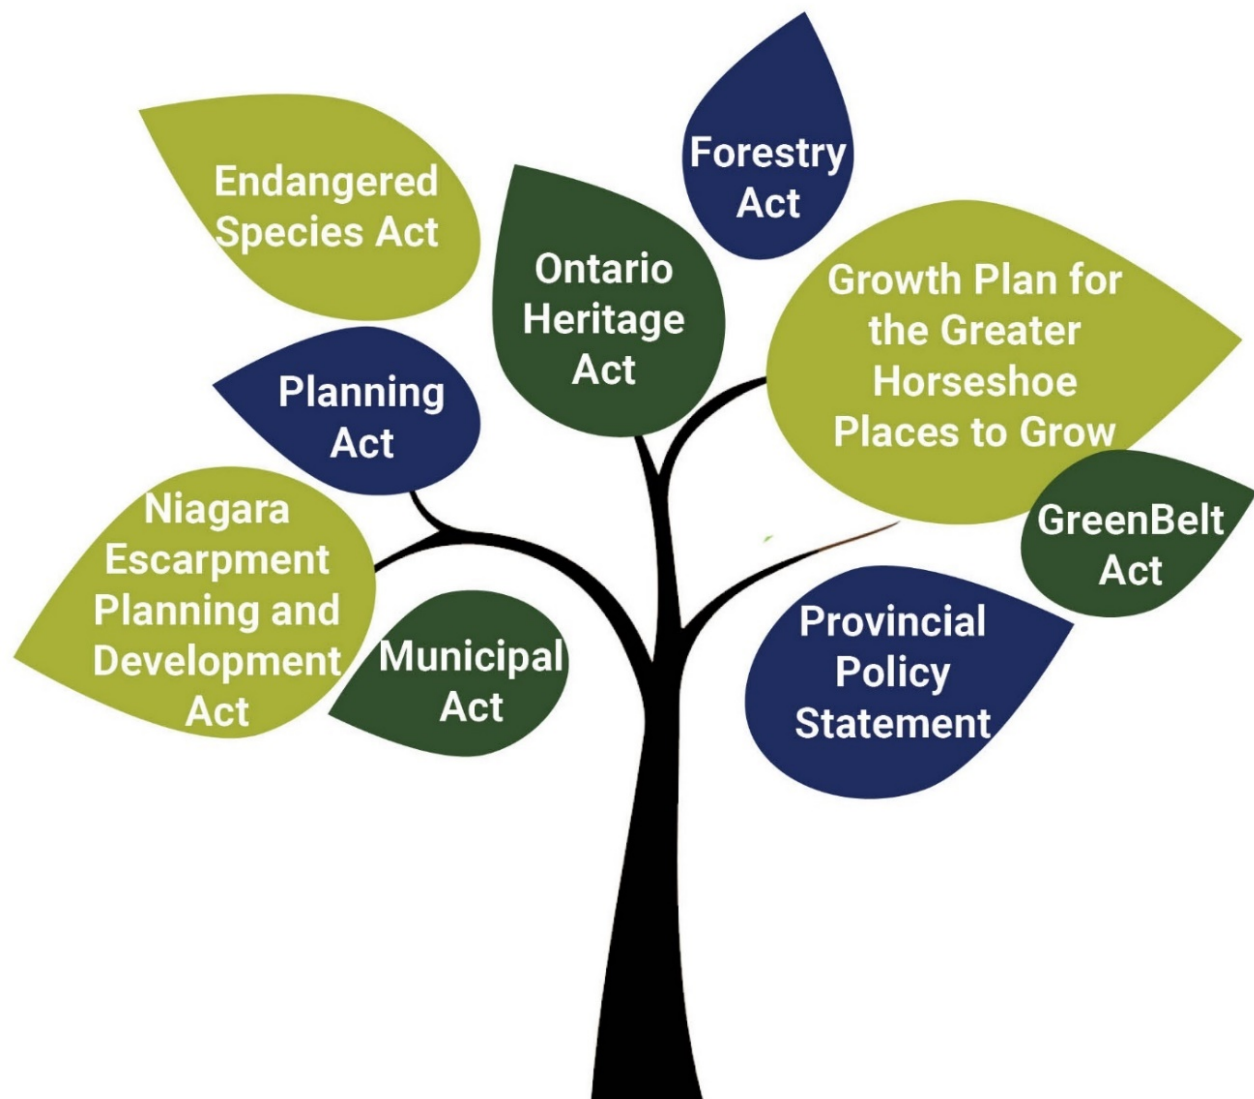 Endangered
Species Act
Forestry
Act
Ontario
Heritage
Act
Growth Plan for
the Greater
Horseshoe
Places to Grow
Planning
Act
GreenBelt
Act
Niagara
Escarpment
Planning and
Development
Act
Municipal
Act
Provincial
Policy
Statement